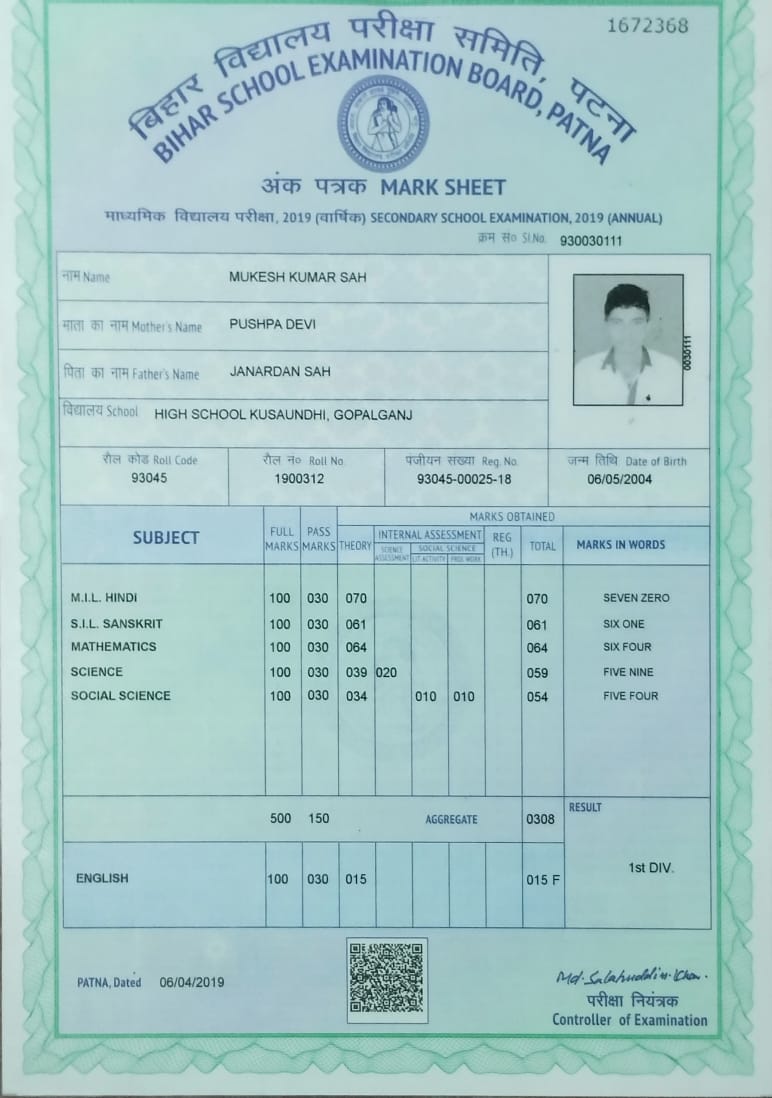 1672368
बिहार विद्यालय परीक्षा समिति, पटना
BIHAR SCHOOL EXAMINATION BOARD, PATNA
अंक पत्रक MARK SHEET
माध्यमिक विद्यालय परीक्षा, 2019 (वार्षिक) SECONDARY SCHOOL EXAMINATION, 2019 (ANNUAL)
क्रम सं० Sl.No. 930030111
नाम Name MUKESH KUMAR SAH
माता का नाम Mother's Name PUSHPA DEVI
पिता का नाम Father's Name JANARDAN SAH
विद्यालय School HIGH SCHOOL KUSAUNDHI, GOPALGANJ
0030111
रौल कोड Roll Code रौल नं० Roll No. पंजीयन संख्या Reg. No. जन्म तिथि Date of Birth
93045 1900312 93045-00025-18 06/05/2004
SUBJECT FULL MARKS PASS MARKS MARKS OBTAINED
THEORY INTERNAL ASSESSMENT REG (TH.) TOTAL MARKS IN WORDS
SCIENCE ASSESSMENT SOCIAL SCIENCE
LIT.ACTIVITY PROJ.WORK
M.I.L. HINDI 100 030 070 070 SEVEN ZERO
S.I.L. SANSKRIT 100 030 061 061 SIX ONE
MATHEMATICS 100 030 064 064 SIX FOUR
SCIENCE 100 030 039 020 059 FIVE NINE
SOCIAL SCIENCE 100 030 034 010 010 054 FIVE FOUR
500 150 AGGREGATE 0308 RESULT
1st DIV.
ENGLISH 100 030 015 015 F
PATNA, Dated 06/04/2019
Md. Salahuddin Khan.
परीक्षा नियंत्रक
Controller of Examination